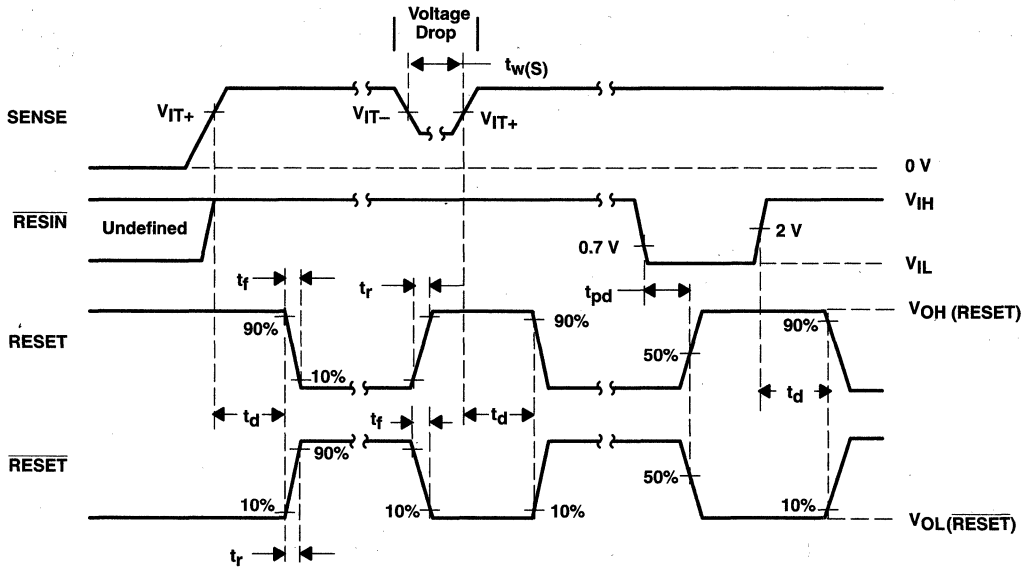 Voltage
Drop
tw(S)
SENSE
VIT+
VIT–
VIT+
0 V
RESIN
Undefined
VIH
0.7 V
2 V
VIL
tf
tr
tpd
VOH (RESET)
RESET
90%
10%
90%
50%
90%
td
tf
td
td
RESET
10%
90%
10%
10%
50%
10%
VOL(RESET)
tr